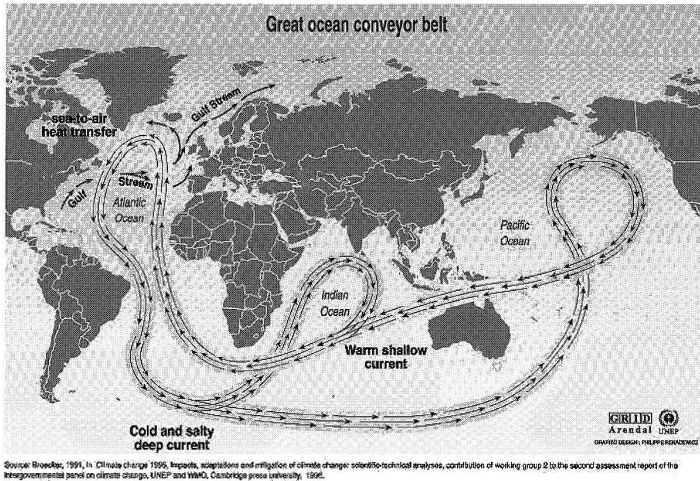 Great ocean conveyor belt
sea-to-air
heat transfer
Gulf Stream
Gulf
Stream
Atlantic
Ocean
Pacific
Ocean
Indian
Ocean
Warm shallow
current
Cold and salty
deep current
GRID
Arendal
UNEP
GRAFISC DESIGN : PHILIPPE REKACEWICZ
Source: Broecker, 1991, in Climate change 1995, Impacts, adaptations and mitigation of climate change: scientific-technical analyses, contribution of working group 2 to the second assessment report of the
intergovernmental panel on climate change, UNEP and WMO, Cambridge press university, 1996.